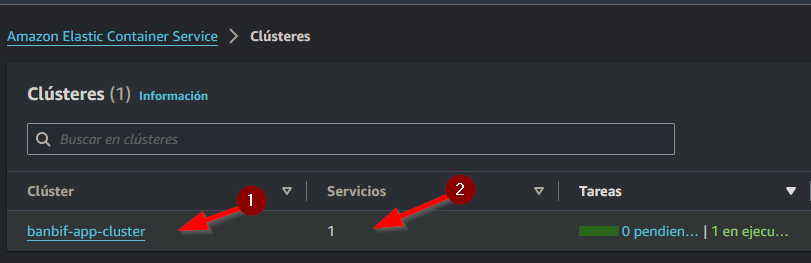 Amazon Elastic Container Service > Clústeres
Clústeres (1) Información
Buscar en clústeres
Clúster Servicios Tareas
1 2
banbif-app-cluster 1 0 pendien… | 1 en ejecu…